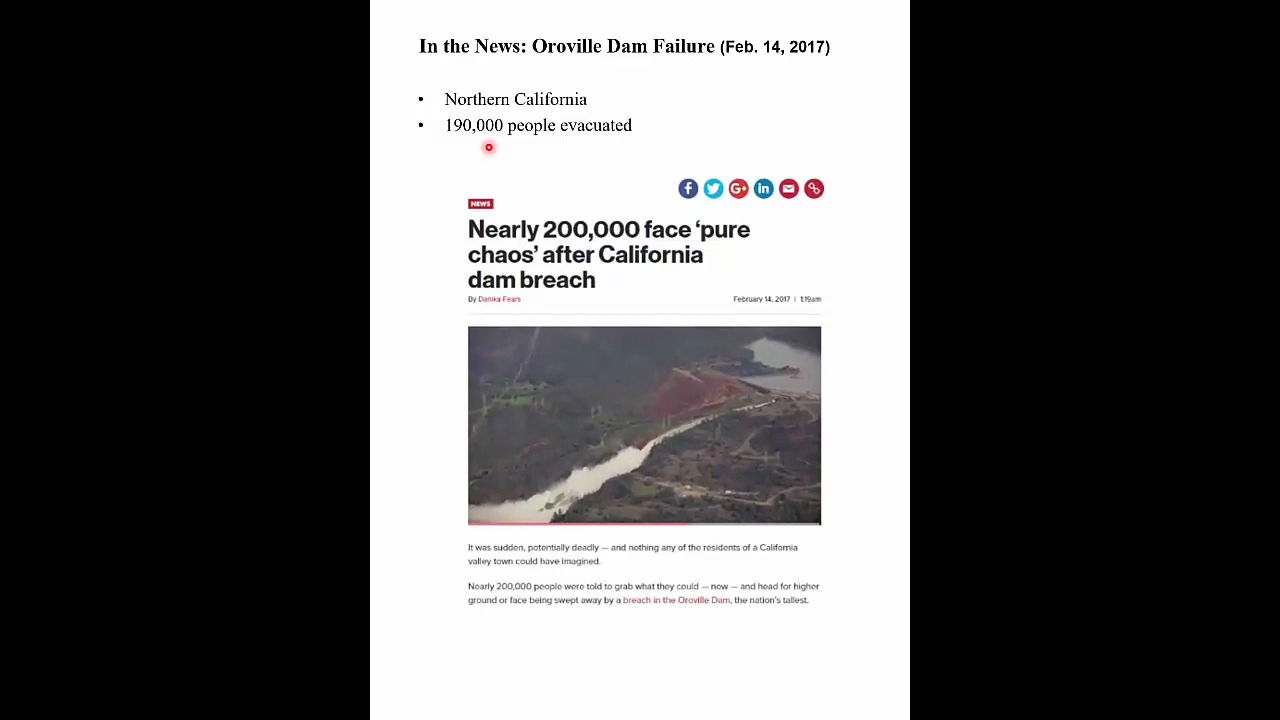 In the News: Oroville Dam Failure (Feb. 14, 2017)
• Northern California
• 190,000 people evacuated
NEWS
Nearly 200,000 face ‘pure
chaos’ after California
dam breach
By Danika Fears February 14, 2017 | 1:19am
It was sudden, potentially deadly — and nothing any of the residents of a California
valley town could have imagined.
Nearly 200,000 people were told to grab what they could — now — and head for higher
ground or face being swept away by a breach in the Oroville Dam, the nation's tallest.